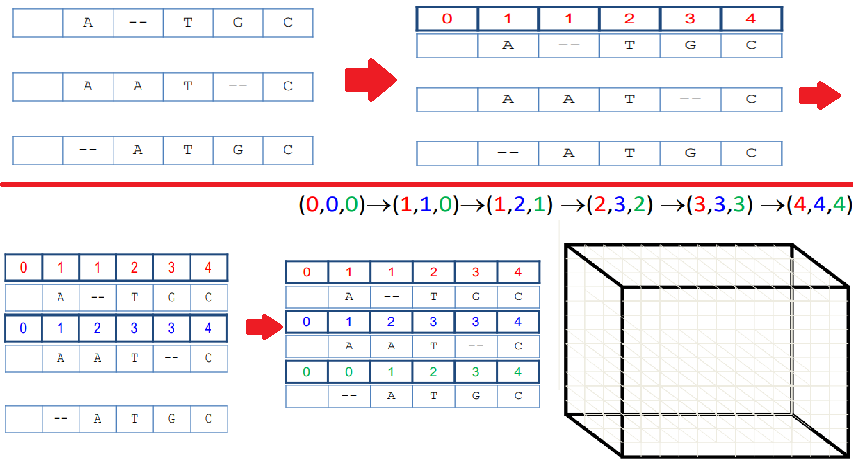 A -- T G C
A A T -- C
-- A T G C
0 1 1 2 3 4
A -- T G C
A A T -- C
-- A T G C
(0,0,0)→(1,1,0)→(1,2,1) →(2,3,2) →(3,3,3) →(4,4,4)
0 1 1 2 3 4
A -- T G C
0 1 2 3 3 4
A A T -- C
-- A T G C
0 1 1 2 3 4
A -- T G C
0 1 2 3 3 4
A A T -- C
0 0 1 2 3 4
-- A T G C